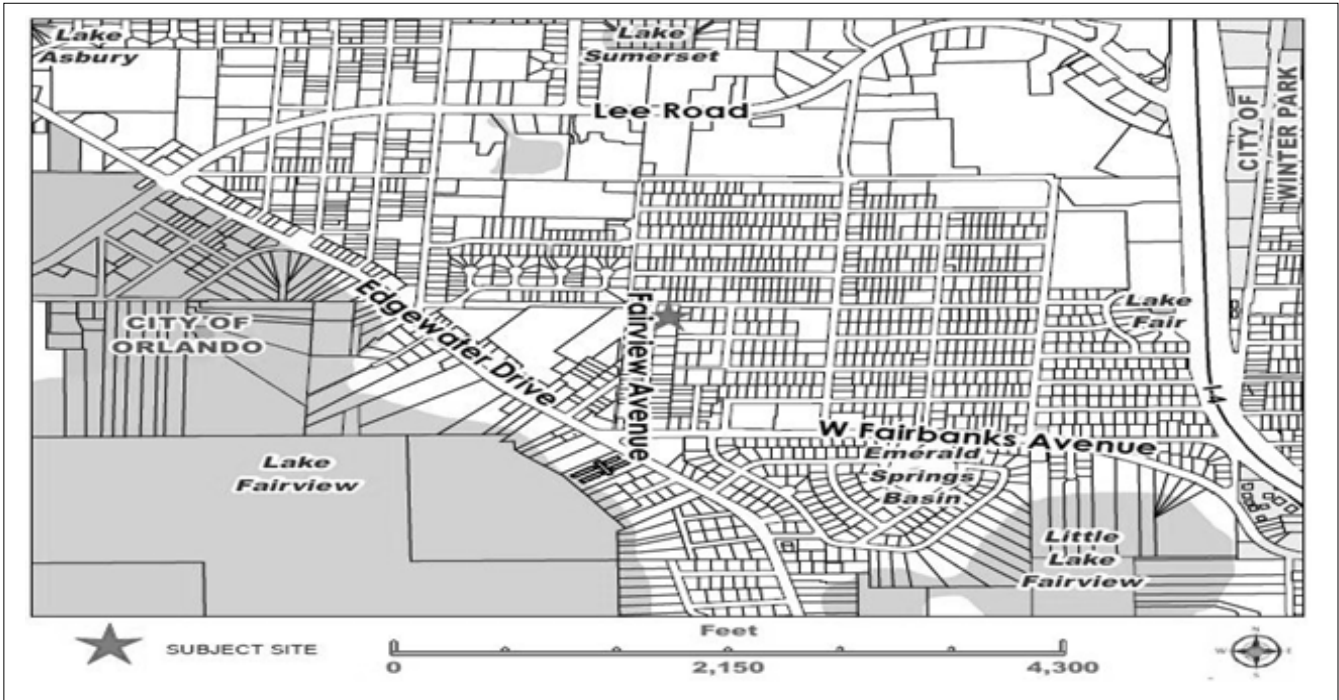 Lake
Asbury
Lake
Sumerset
Lee Road
CITY OF
WINTER PARK
Edgewater Drive
Fairview Avenue
Lake
Fair
CITY OF
ORLANDO
I-4
W Fairbanks Avenue
Emerald
Springs
Basin
Lake
Fairview
Little
Lake
Fairview
SUBJECT SITE
Feet
0
2,150
4,300
N
W
E
S